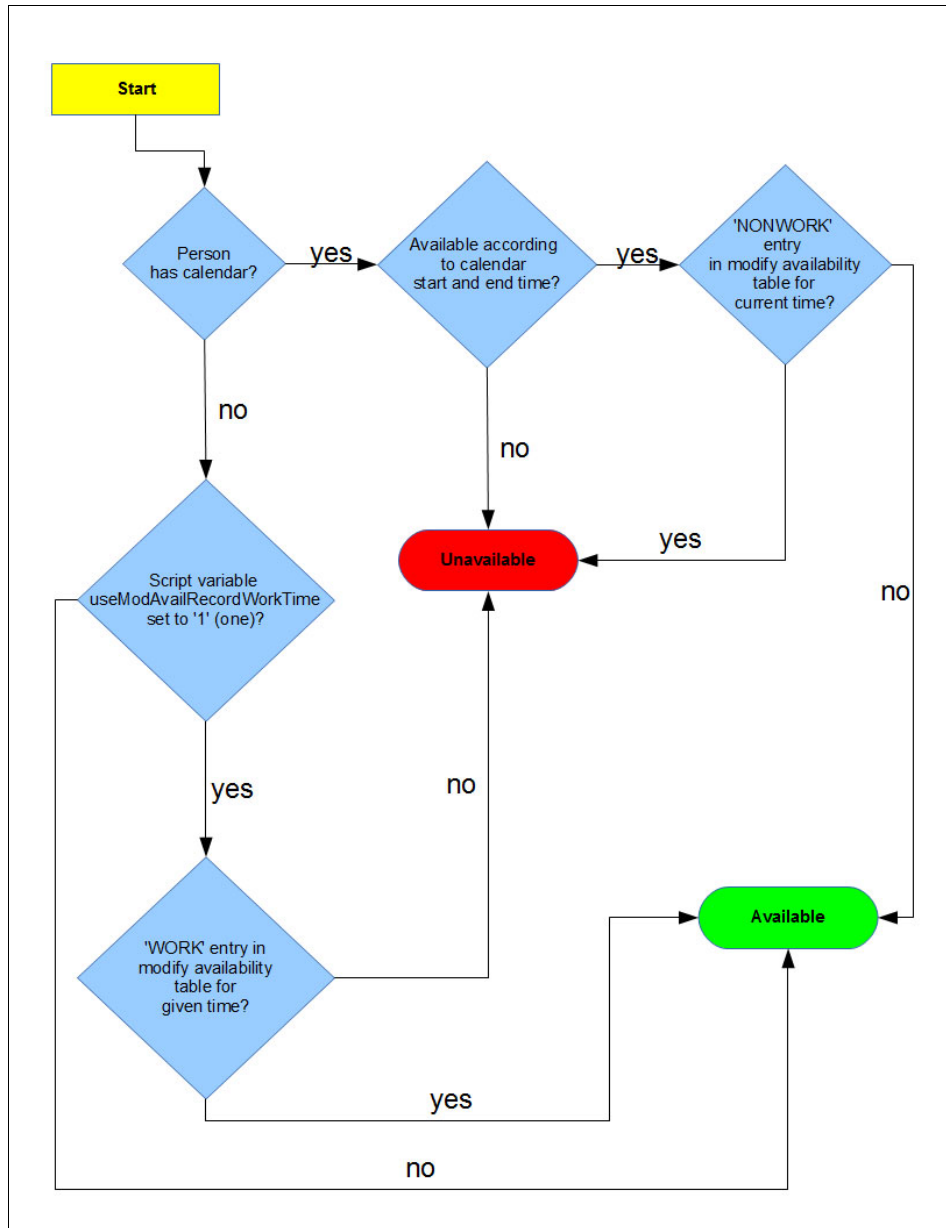 Start
Person
has calendar?
yes
Available according
to calendar
start and end time?
yes
'NONWORK'
entry
in modify availability
table for
current time?
no
no
Unavailable
yes
no
Script variable
useModAvailRecordWorkTime
set to '1' (one)?
yes
no
'WORK' entry in
modify availability
table for
given time?
Available
yes
no